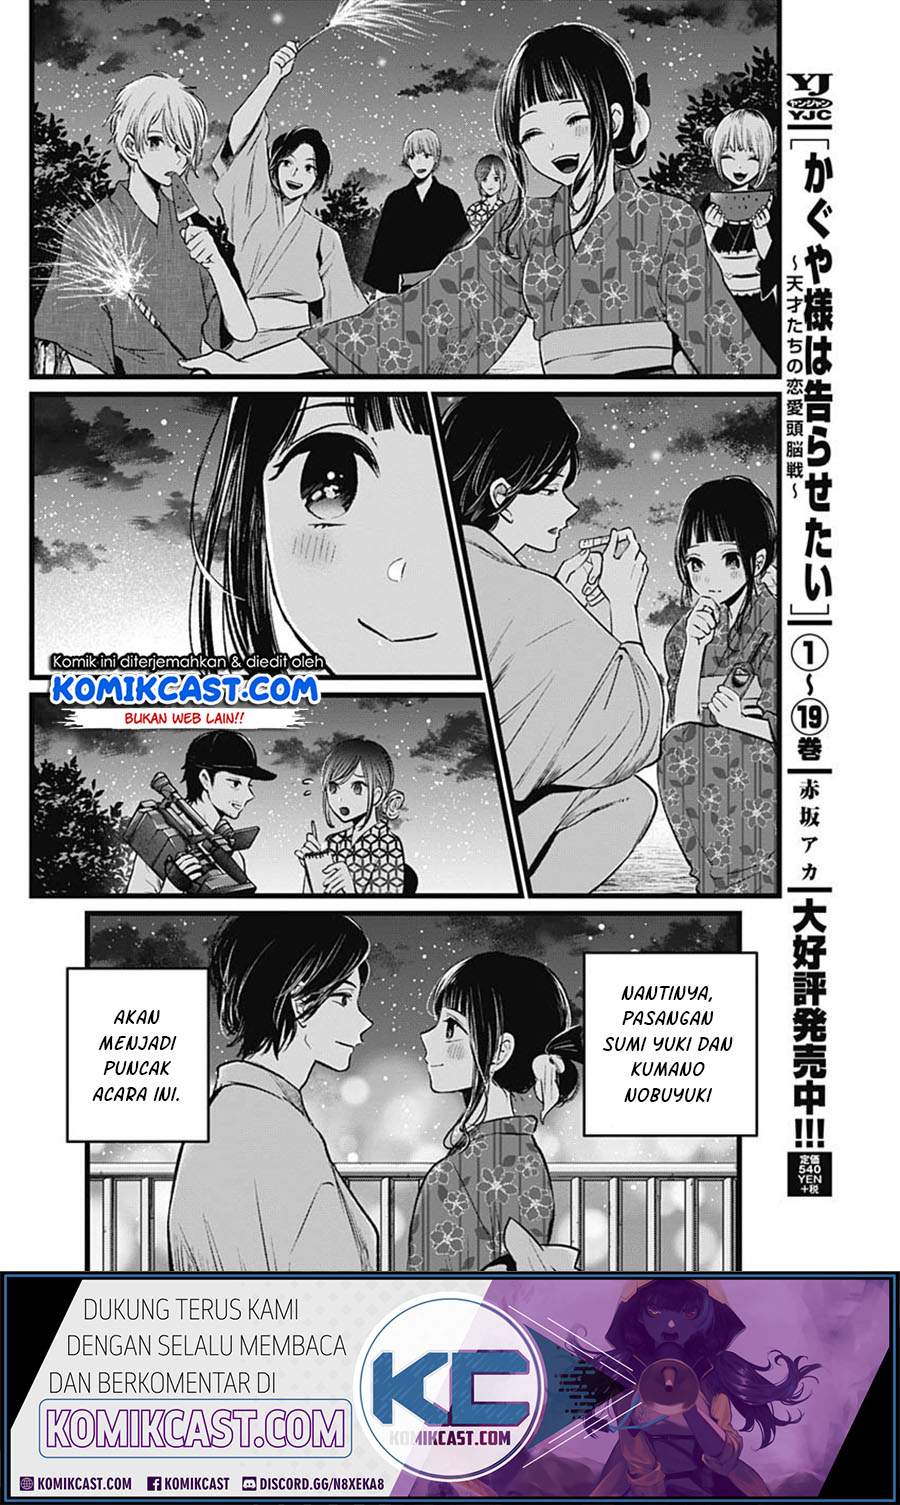 YJ
ヤンジャン
YJC
[かぐや様は告らせたい]
~天才たちの恋愛頭脳戦~
①~⑲巻
赤坂アカ
大好評発売中!!!
定価
540
YEN
+税
Komik ini diterjemahkan & diedit oleh
KOMIKCAST.COM
BUKAN WEB LAIN!!
NANTINYA,
PASANGAN
SUMI YUKI DAN
KUMANO
NOBUYUKI
AKAN
MENJADI
PUNCAK
ACARA INI.
DUKUNG TERUS KAMI
DENGAN SELALU MEMBACA
DAN BERKOMENTAR DI
KOMIKCAST.COM
KOMIKCAST.COM
KOMIKCAST
DISCORD.GG/N8XEKA8
KC
KOMIKCAST.COM